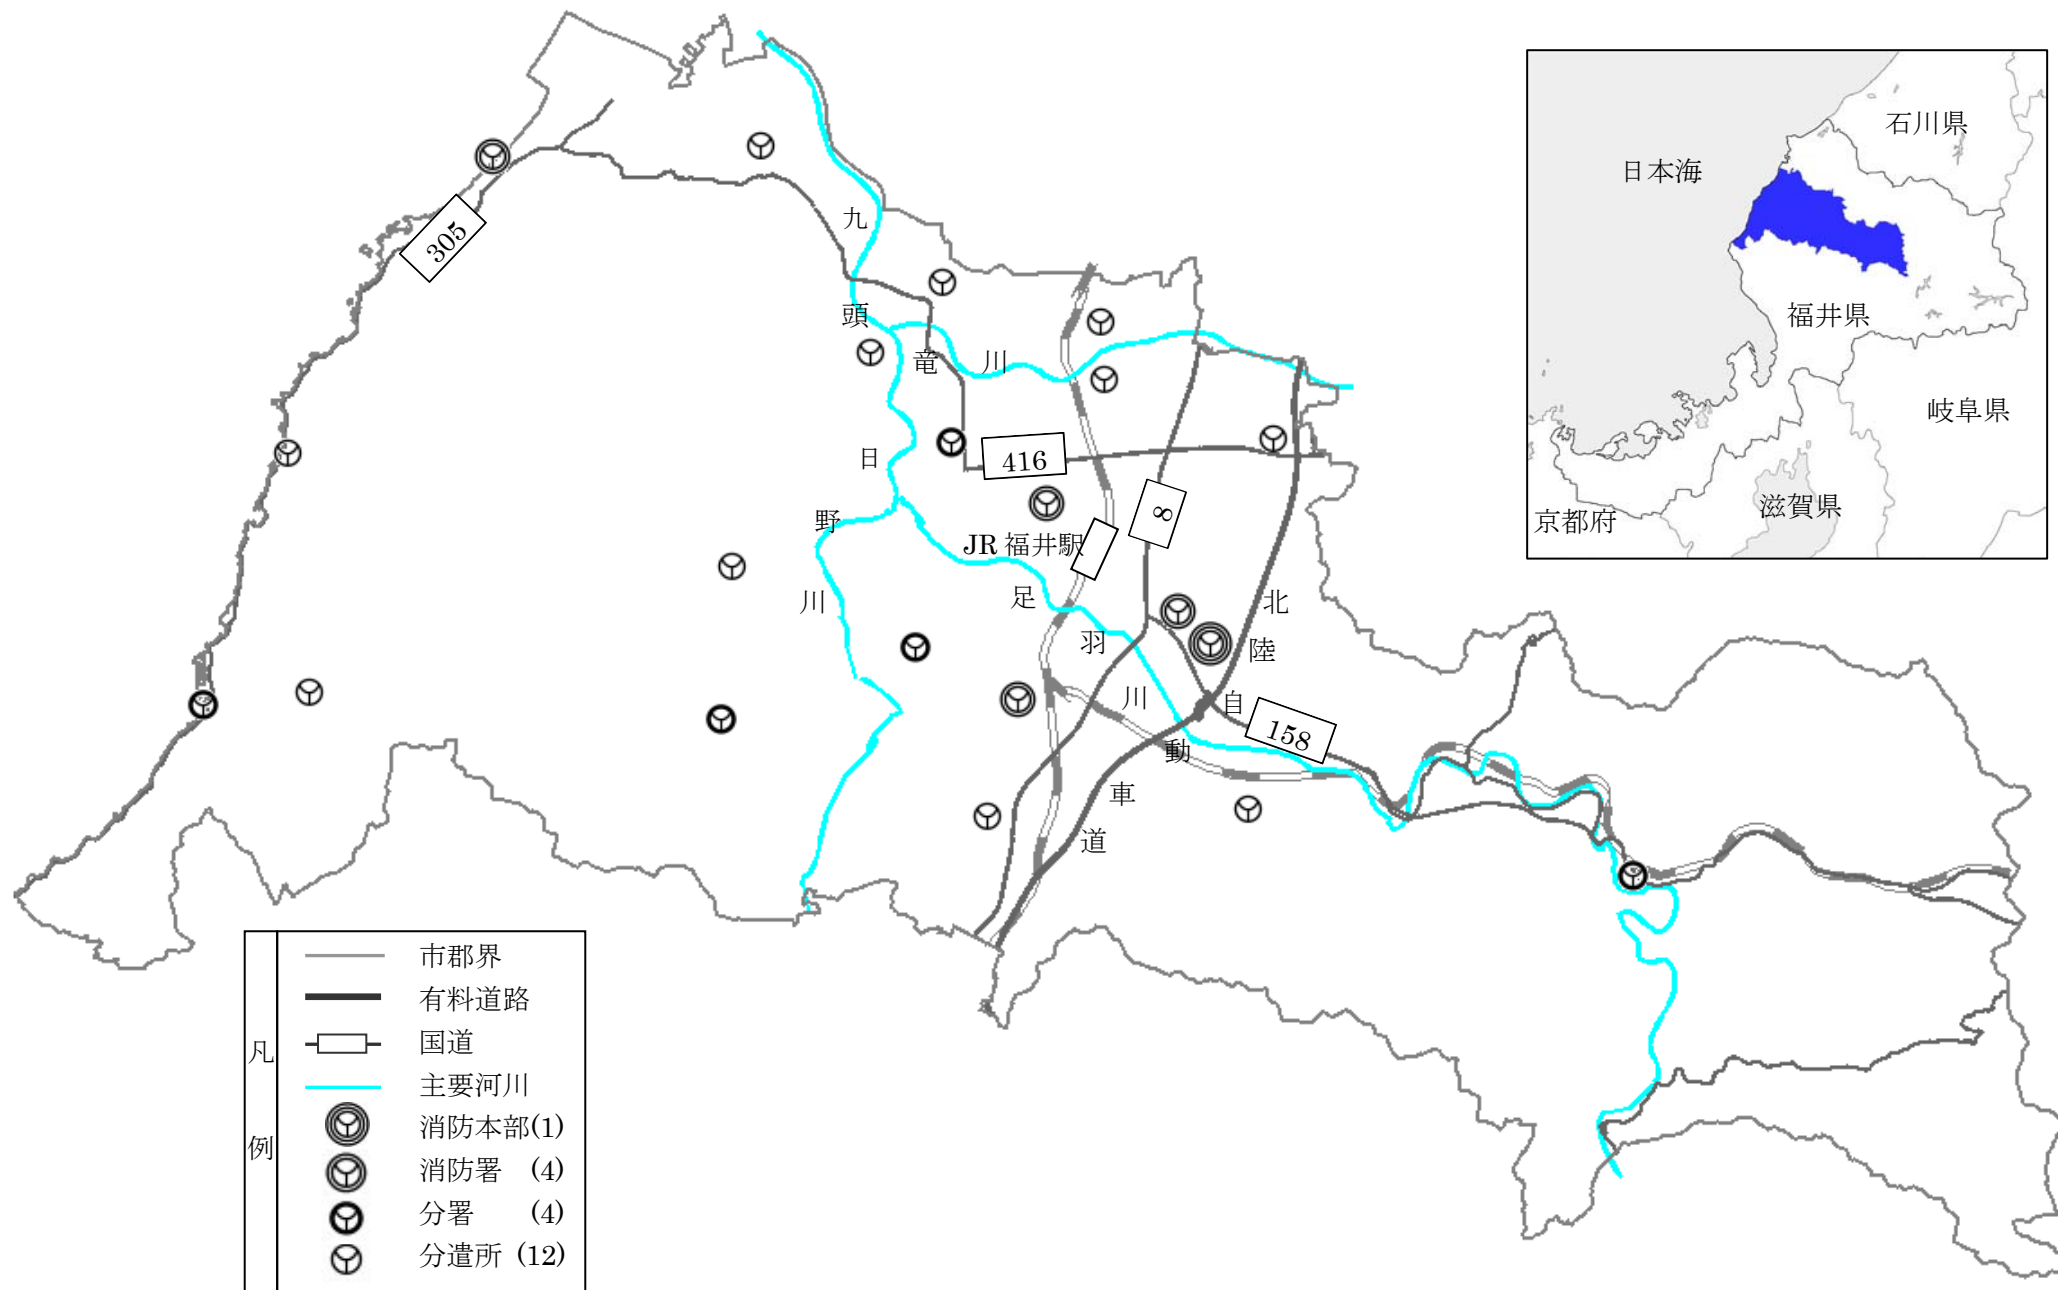 305
九
頭
竜
川
日
野
川
416
8
JR 福井駅
足
羽
川
北
陸
自
動
車
道
158
日本海
石川県
福井県
岐阜県
滋賀県
京都府
凡
例
市郡界
有料道路
国道
主要河川
消防本部(1)
消防署 (4)
分署 (4)
分遣所 (12)